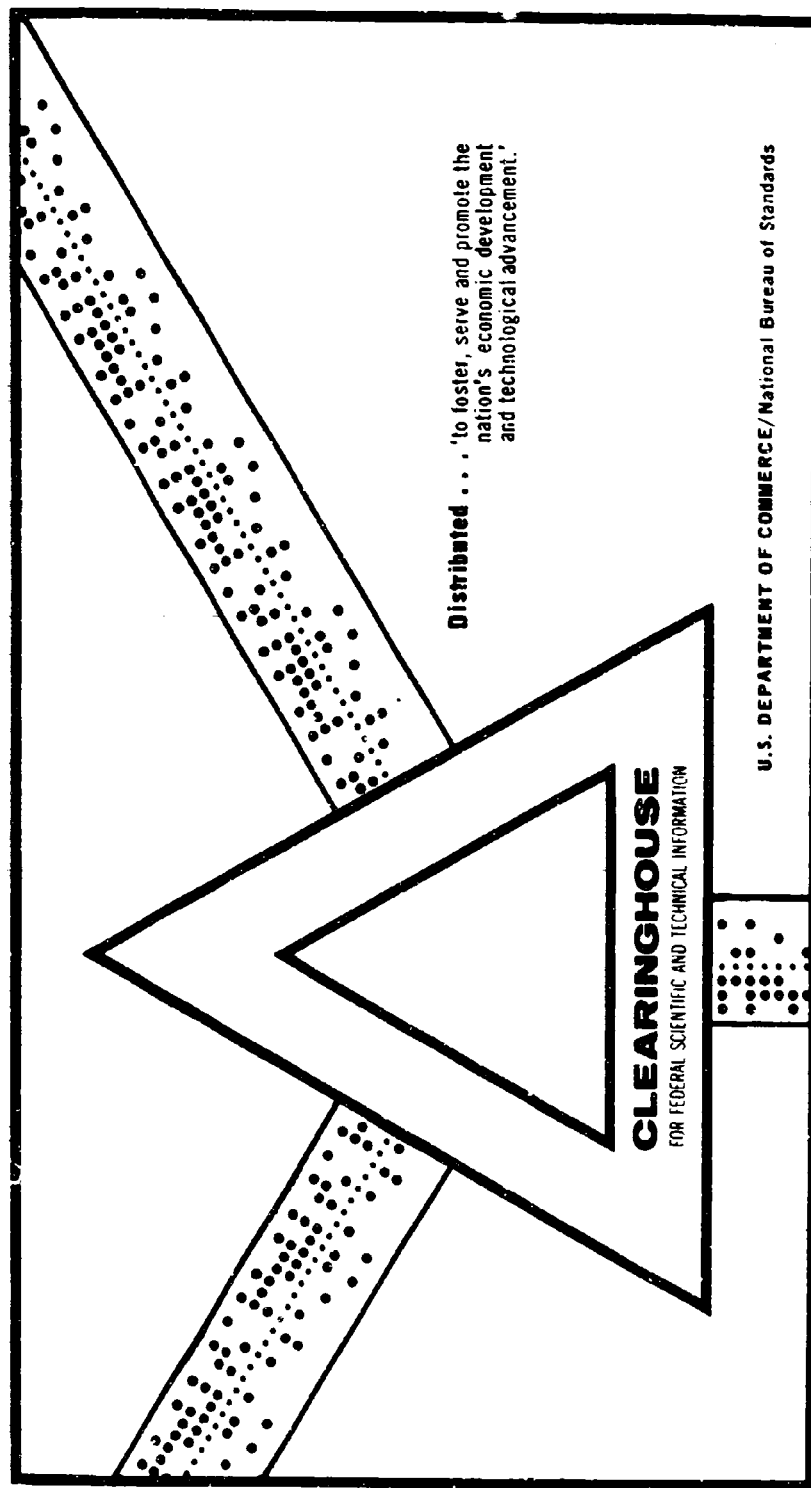 Distributed . . . 'to foster, serve and promote the
nation's economic development
and technological advancement.'
CLEARINGHOUSE
FOR FEDERAL SCIENTIFIC AND TECHNICAL INFORMATION
U.S. DEPARTMENT OF COMMERCE/National Bureau of Standards